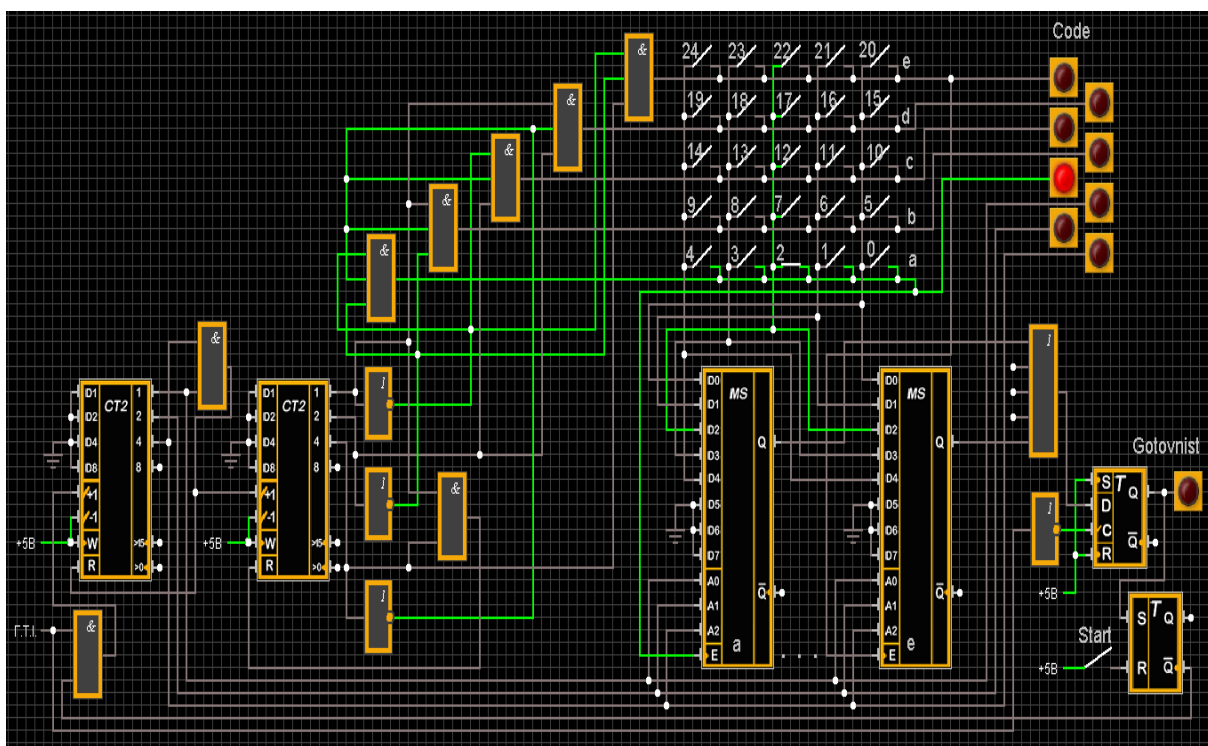 Code
&
24 23 22 21 20 e
&
19 18 17 16 15 d
&
14 13 12 11 10 c
&
9 8 7 6 5 b
&
4 3 2 1 0 a
&
1
D1 CT2 1
D2 2
D4 4
D8 8
+1
-1
+5В W >15
R >0
D1 CT2 1
D2 2
D4 4
D8 8
+1
-1
+5В W >15
R >0
1
1
1
&
D0 MS
D1
D2 Q
D3
D4
D5
D6
D7
A0 Q
A1
A2 a
E
. . .
D0 MS
D1
D2 Q
D3
D4
D5
D6
D7
A0 Q
A1
A2 e
E
Gotovnist
1
S T Q
D
C Q
R
+5В
Г.Т.І. &
S T Q
Start
+5В R Q